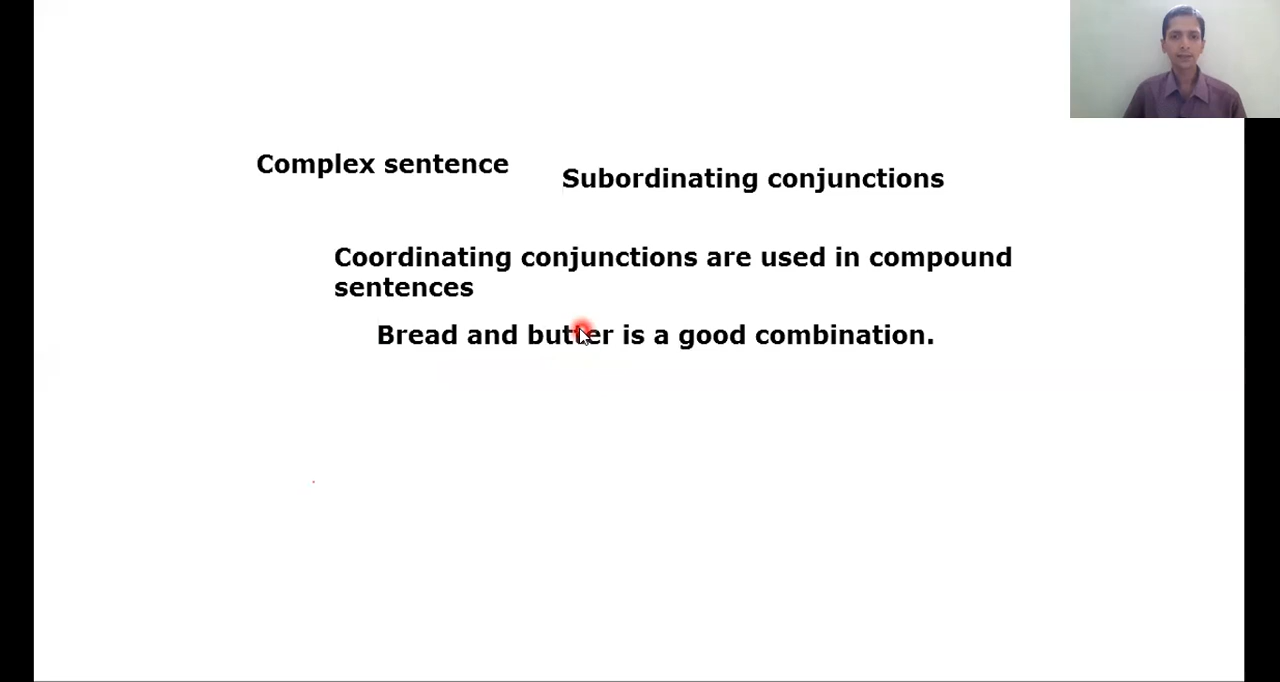 Complex sentence
Subordinating conjunctions
Coordinating conjunctions are used in compound
sentences
Bread and butter is a good combination.